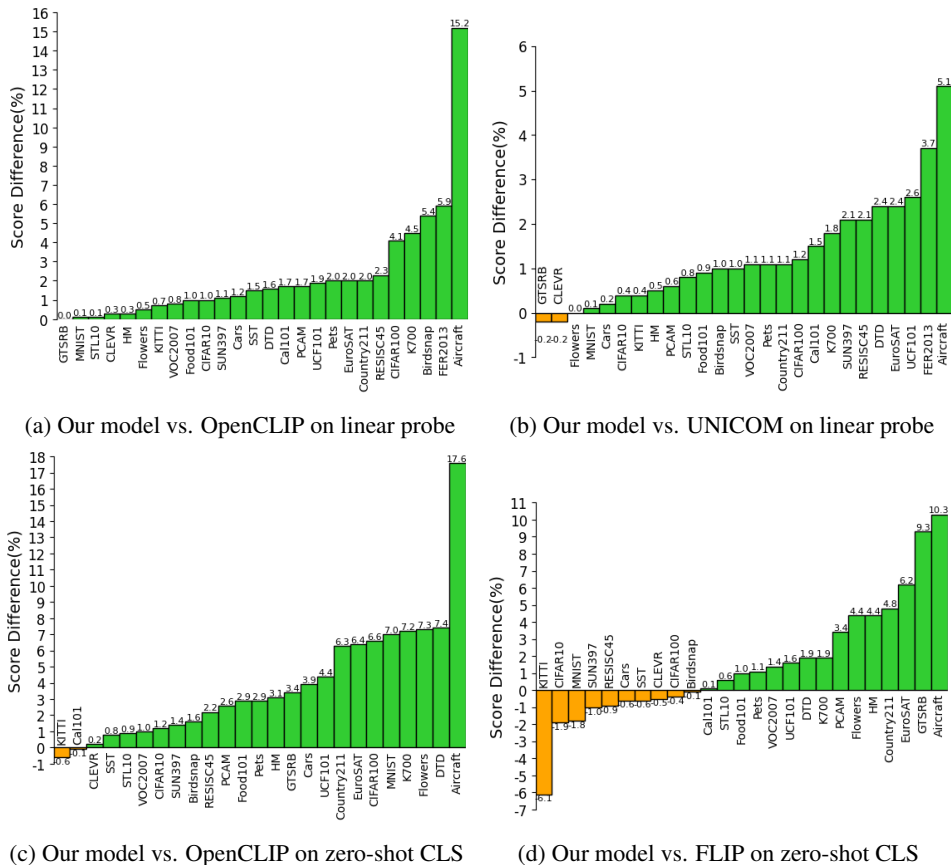 Score Difference(%)
16
15
14
13
12
11
10
9
8
7
6
5
4
3
2
1
0
0.0 0.1 0.1 0.3 0.3 0.5 0.7 0.8 1.0 1.0 1.1 1.2 1.5 1.6 1.7 1.7 1.9 2.0 2.0 2.0 2.3 4.1 4.5 5.4 5.9 15.2
GTSRB
MNIST
STL10
CLEVR
HM
Flowers
KITTI
VOC2007
Food101
CIFAR10
SUN397
Cars
SST
DTD
Cal101
PCAM
UCF101
Pets
EuroSAT
Country211
RESISC45
CIFAR100
K700
Birdsnap
FER2013
Aircraft
(a) Our model vs. OpenCLIP on linear probe
Score Difference(%)
6
5
4
3
2
1
0
-1
-0.2 -0.2 0.0 0.1 0.2 0.4 0.4 0.5 0.6 0.8 0.9 1.0 1.0 1.1 1.1 1.1 1.2 1.5 1.8 2.1 2.1 2.4 2.4 2.6 3.7 5.1
GTSRB
CLEVR
Flowers
MNIST
Cars
CIFAR10
KITTI
HM
PCAM
STL10
Food101
Birdsnap
SST
VOC2007
Pets
Country211
CIFAR100
Cal101
K700
SUN397
RESISC45
DTD
EuroSAT
UCF101
FER2013
Aircraft
(b) Our model vs. UNICOM on linear probe
Score Difference(%)
18
17
16
15
14
13
12
11
10
9
8
7
6
5
4
3
2
1
0
-1
-0.6 -0.1 0.2 0.8 0.9 1.0 1.2 1.4 1.6 2.2 2.6 2.9 2.9 3.1 3.4 3.9 4.4 6.3 6.4 6.6 7.0 7.2 7.3 7.4 17.6
KITTI
Cal101
CLEVR
SST
STL10
VOC2007
CIFAR10
SUN397
Birdsnap
RESISC45
PCAM
Food101
Pets
HM
GTSRB
Cars
UCF101
Country211
EuroSAT
CIFAR100
MNIST
K700
Flowers
DTD
Aircraft
(c) Our model vs. OpenCLIP on zero-shot CLS
Score Difference(%)
11
10
9
8
7
6
5
4
3
2
1
0
-1
-2
-3
-4
-5
-6
-7
-6.1 -1.9 -1.8 -1.0 -0.9 -0.6 -0.6 -0.5 -0.4 -0.1 0.1 0.6 1.0 1.1 1.4 1.6 1.9 1.9 3.4 4.4 4.4 4.8 6.2 9.3 10.3
KITTI
CIFAR10
MNIST
SUN397
RESISC45
Cars
SST
CLEVR
CIFAR100
Birdsnap
Cal101
STL10
Food101
Pets
VOC2007
UCF101
DTD
K700
PCAM
Flowers
HM
Country211
EuroSAT
GTSRB
Aircraft
(d) Our model vs. FLIP on zero-shot CLS